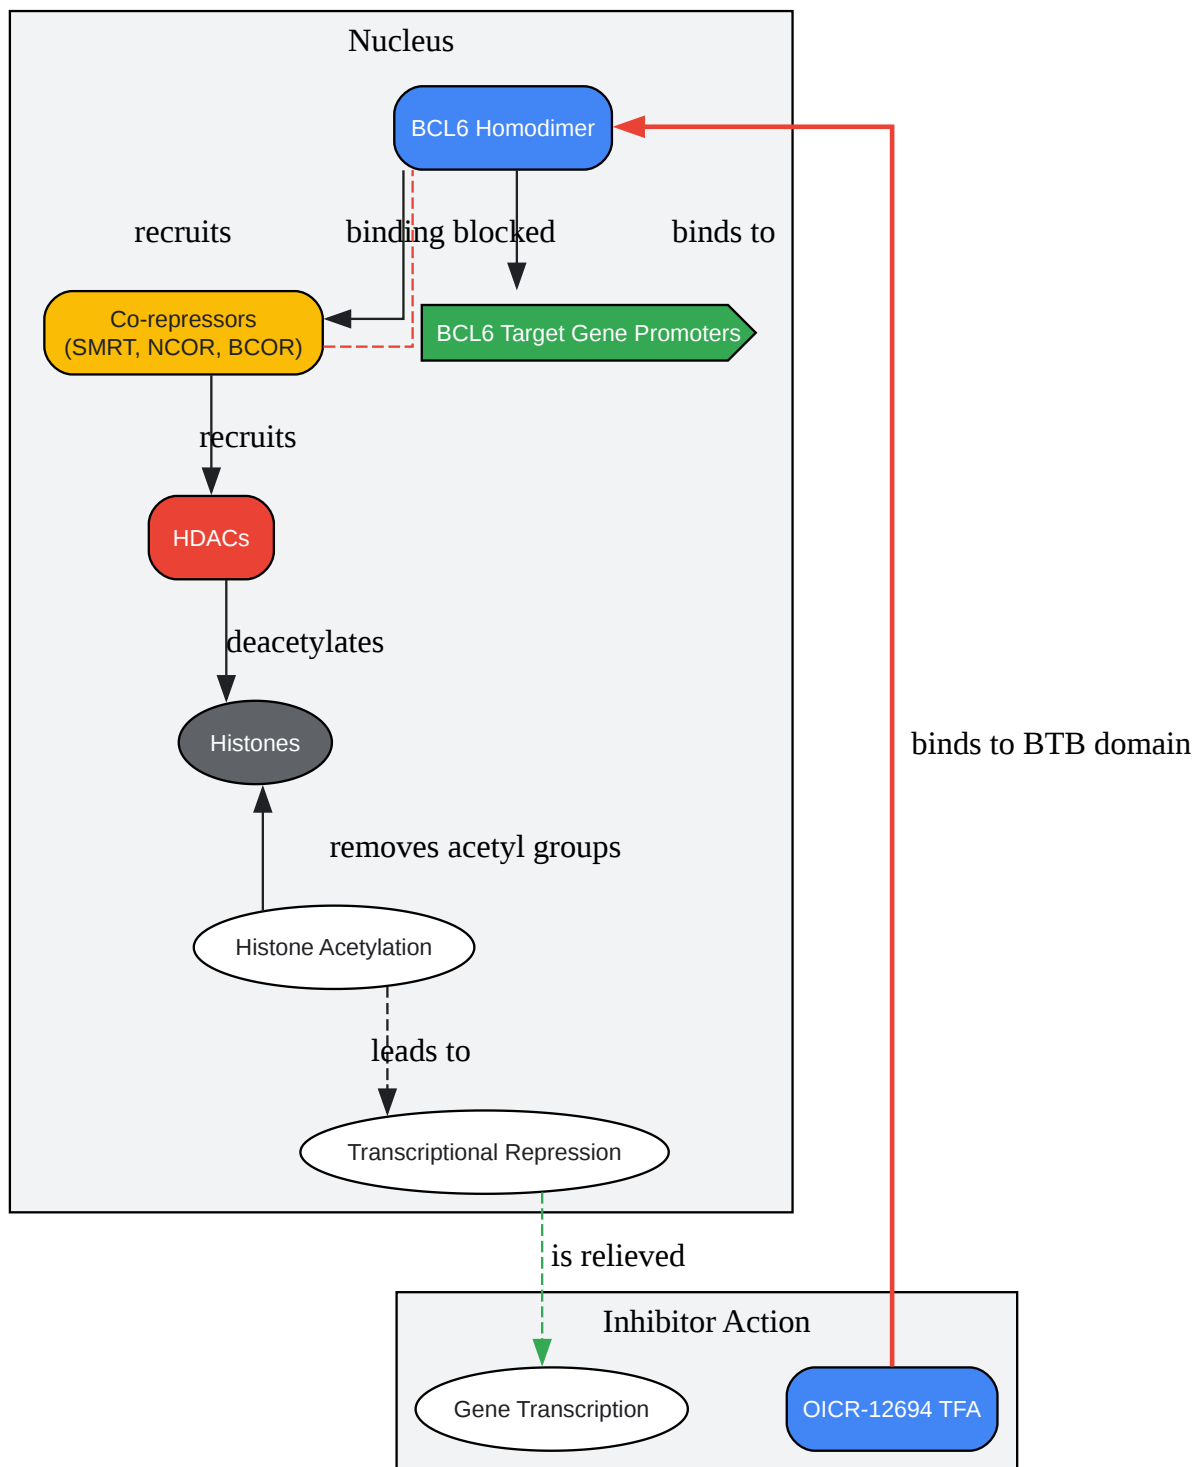 Nucleus
BCL6 Homodimer
recruits
binding blocked
binds to
Co-repressors
(SMRT, NCOR, BCOR)
BCL6 Target Gene Promoters
recruits
HDACs
deacetylates
Histones
binds to BTB domain
removes acetyl groups
Histone Acetylation
leads to
Transcriptional Repression
is relieved
Inhibitor Action
Gene Transcription
OICR-12694 TFA